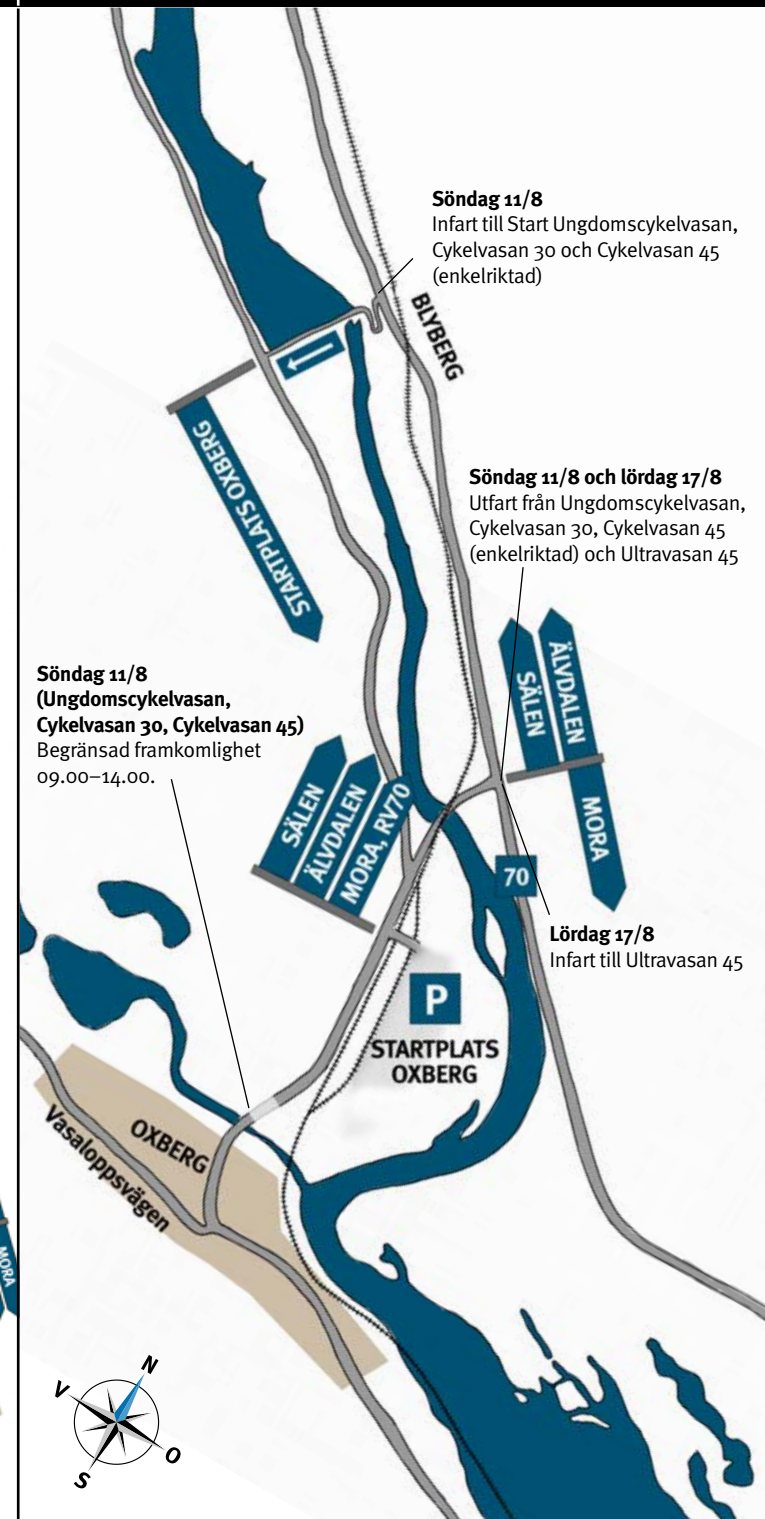 Söndag 11/8
Infart till Start Ungdomscykelvasan,
Cykelvasan 30 och Cykelvasan 45
(enkelriktad)
BLYBERG
STARTPLATS OXBERG
Söndag 11/8 och lördag 17/8
Utfart från Ungdomscykelvasan,
Cykelvasan 30, Cykelvasan 45
(enkelriktad) och Ultravasan 45
ÄLVDALEN
SÄLEN
MORA
Söndag 11/8
(Ungdomscykelvasan,
Cykelvasan 30, Cykelvasan 45)
Begränsad framkomlighet
09.00–14.00.
SÄLEN
ÄLVDALEN
MORA, RV70
70
Lördag 17/8
Infart till Ultravasan 45
P
STARTPLATS
OXBERG
OXBERG
Vasaloppsvägen
MORA
N
V
O
S